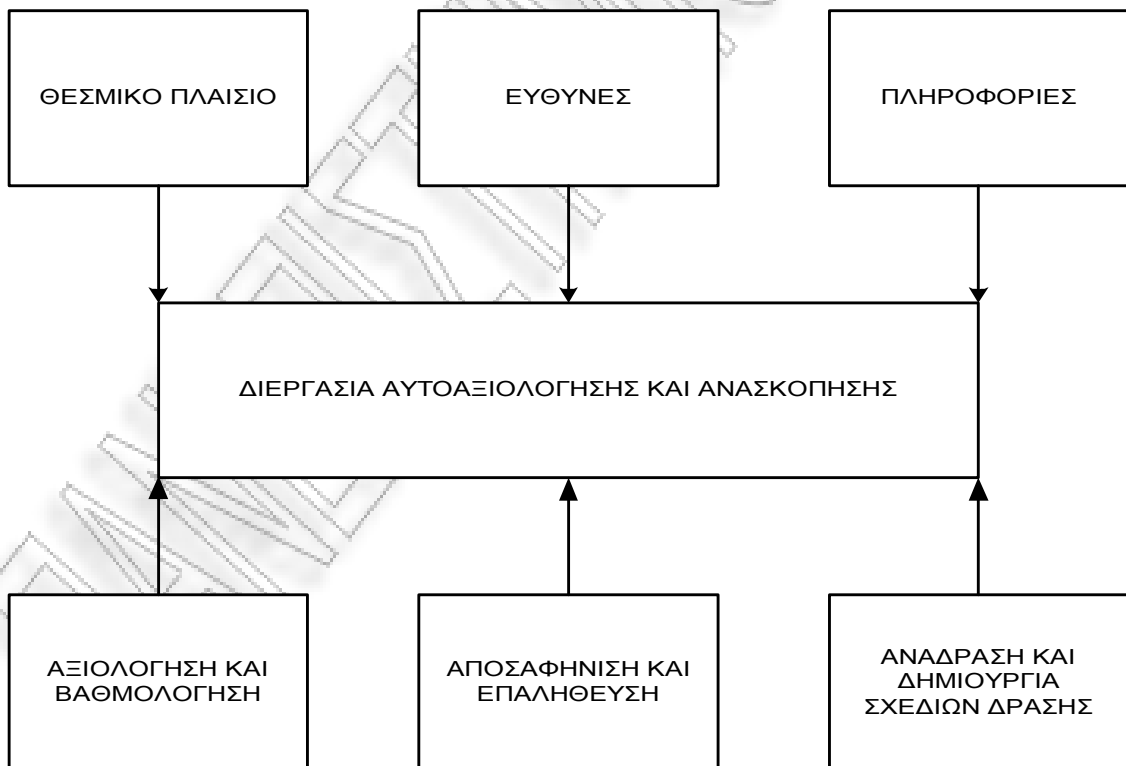 ΘΕΣΜΙΚΟ ΠΛΑΙΣΙΟ
ΕΥΘΥΝΕΣ
ΠΛΗΡΟΦΟΡΙΕΣ
ΔΙΕΡΓΑΣΙΑ ΑΥΤΟΑΞΙΟΛΟΓΗΣΗΣ ΚΑΙ ΑΝΑΣΚΟΠΗΣΗΣ
ΑΞΙΟΛΟΓΗΣΗ ΚΑΙ
ΒΑΘΜΟΛΟΓΗΣΗ
ΑΠΟΣΑΦΗΝΙΣΗ ΚΑΙ
ΕΠΑΛΗΘΕΥΣΗ
ΑΝΑΔΡΑΣΗ ΚΑΙ
ΔΗΜΙΟΥΡΓΙΑ
ΣΧΕΔΙΩΝ ΔΡΑΣΗΣ